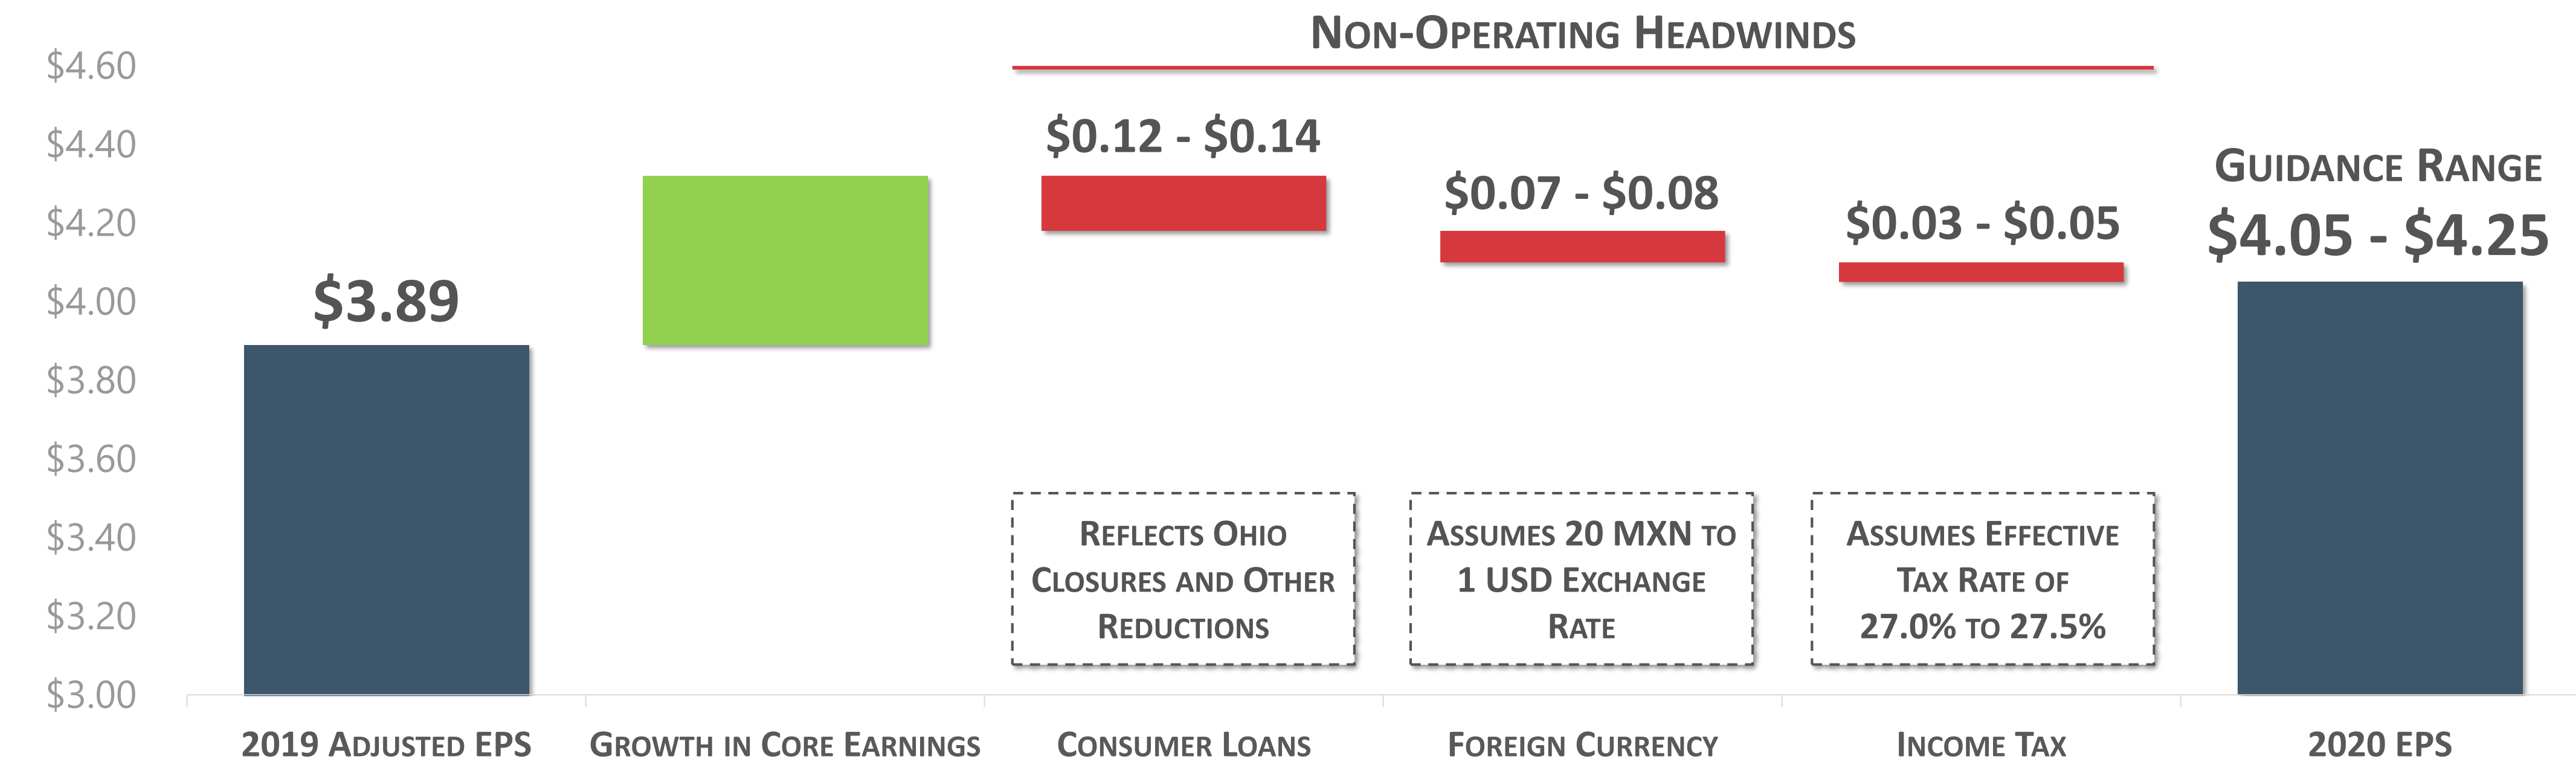 Non-Operating Headwinds
$4.60
$4.40
$4.20
$4.00
$3.80
$3.60
$3.40
$3.20
$3.00
$3.89
$0.12 - $0.14
$0.07 - $0.08
$0.03 - $0.05
Guidance Range
$4.05 - $4.25
Reflects Ohio
Closures and Other
Reductions
Assumes 20 MXN to
1 USD Exchange
Rate
Assumes Effective
Tax Rate of
27.0% to 27.5%
2019 Adjusted EPS
Growth in Core Earnings
Consumer Loans
Foreign Currency
Income Tax
2020 EPS